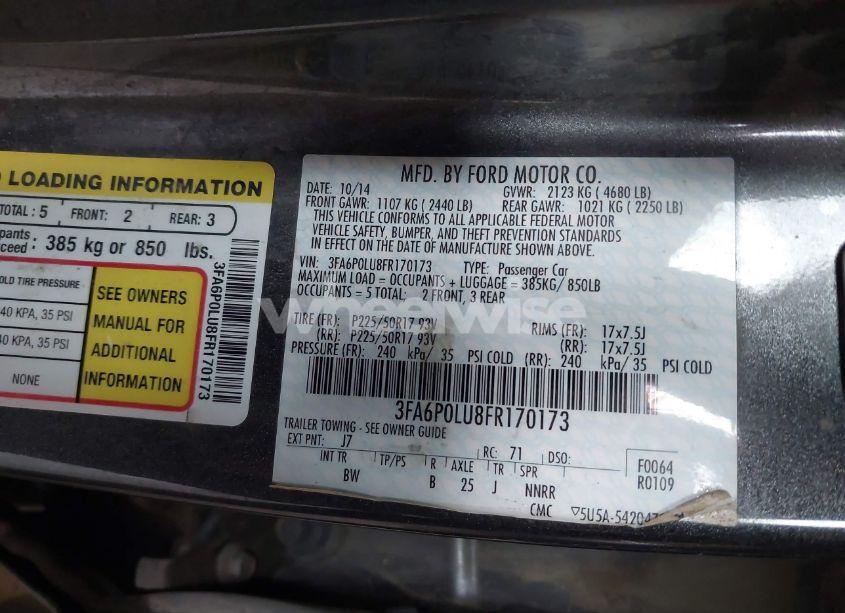 LOADING INFORMATION
TOTAL : 5 FRONT: 2 REAR: 3
385 kg or 850 lbs.
OLD TIRE PRESSURE
40 KPA, 35 PSI
40 KPA, 35 PSI
NONE
SEE OWNERS
MANUAL FOR
ADDITIONAL
INFORMATION
3FA6P0LU8FR170173
MFD. BY FORD MOTOR CO.
DATE: 10/14 GVWR: 2123 KG ( 4680 LB)
FRONT GAWR: 1107 KG ( 2440 LB) REAR GAWR: 1021 KG ( 2250 LB)
THIS VEHICLE CONFORMS TO ALL APPLICABLE FEDERAL MOTOR
VEHICLE SAFETY, BUMPER, AND THEFT PREVENTION STANDARDS
IN EFFECT ON THE DATE OF MANUFACTURE SHOWN ABOVE.
VIN: 3FA6P0LU8FR170173 TYPE: Passenger Car
MAXIMUM LOAD = OCCUPANTS + LUGGAGE = 385KG/ 850LB
OCCUPANTS = 5 TOTAL: 2 FRONT, 3 REAR
wheelwise
TIRE (FR): P225/50R17 93V RIMS (FR): 17x7.5J
(RR): P225/50R17 93V (RR): 17x7.5J
PRESSURE (FR): 240 kPa/ 35 PSI COLD (RR): 240 kPa/ 35 PSI COLD
3FA6P0LU8FR170173
TRAILER TOWING - SEE OWNER GUIDE
EXT PNT: J7 RC: 71 DSO:
INT TR TP/PS R AXLE TR SPR F0064
BW B 25 J NNRR R0109
CMC ▽5U5A-54204